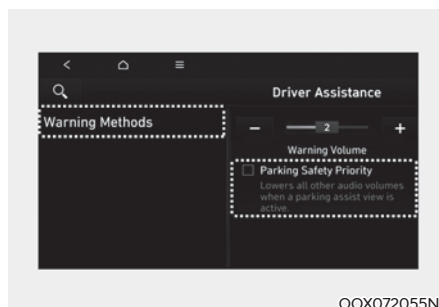 Driver Assistance
Warning Methods
2
Warning Volume
Parking Safety Priority
Lowers all other audio volumes
when a parking assist view is
active.
OOX072055N